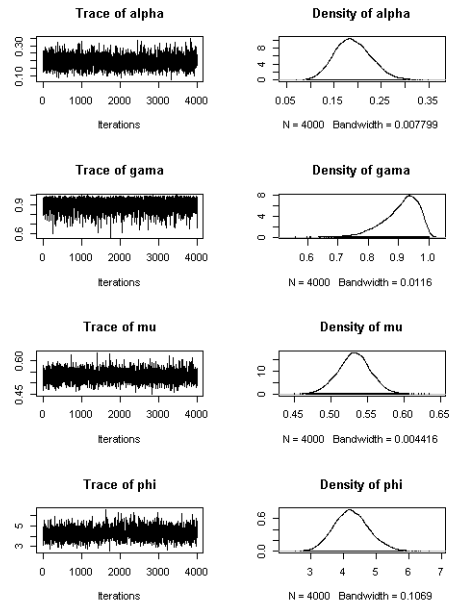 Trace of alpha
Density of alpha
0.10 0.30
0 1000 2000 3000 4000
Iterations
0 4 8
0.05 0.15 0.25 0.35
N = 4000 Bandwidth = 0.007799
Trace of gama
Density of gama
0.6 0.9
0 1000 2000 3000 4000
Iterations
0 4 8
0.6 0.7 0.8 0.9 1.0
N = 4000 Bandwidth = 0.0116
Trace of mu
Density of mu
0.45 0.60
0 1000 2000 3000 4000
Iterations
0 10
0.45 0.50 0.55 0.60 0.65
N = 4000 Bandwidth = 0.004416
Trace of phi
Density of phi
3 5
0 1000 2000 3000 4000
Iterations
0.0 0.6
3 4 5 6 7
N = 4000 Bandwidth = 0.1069